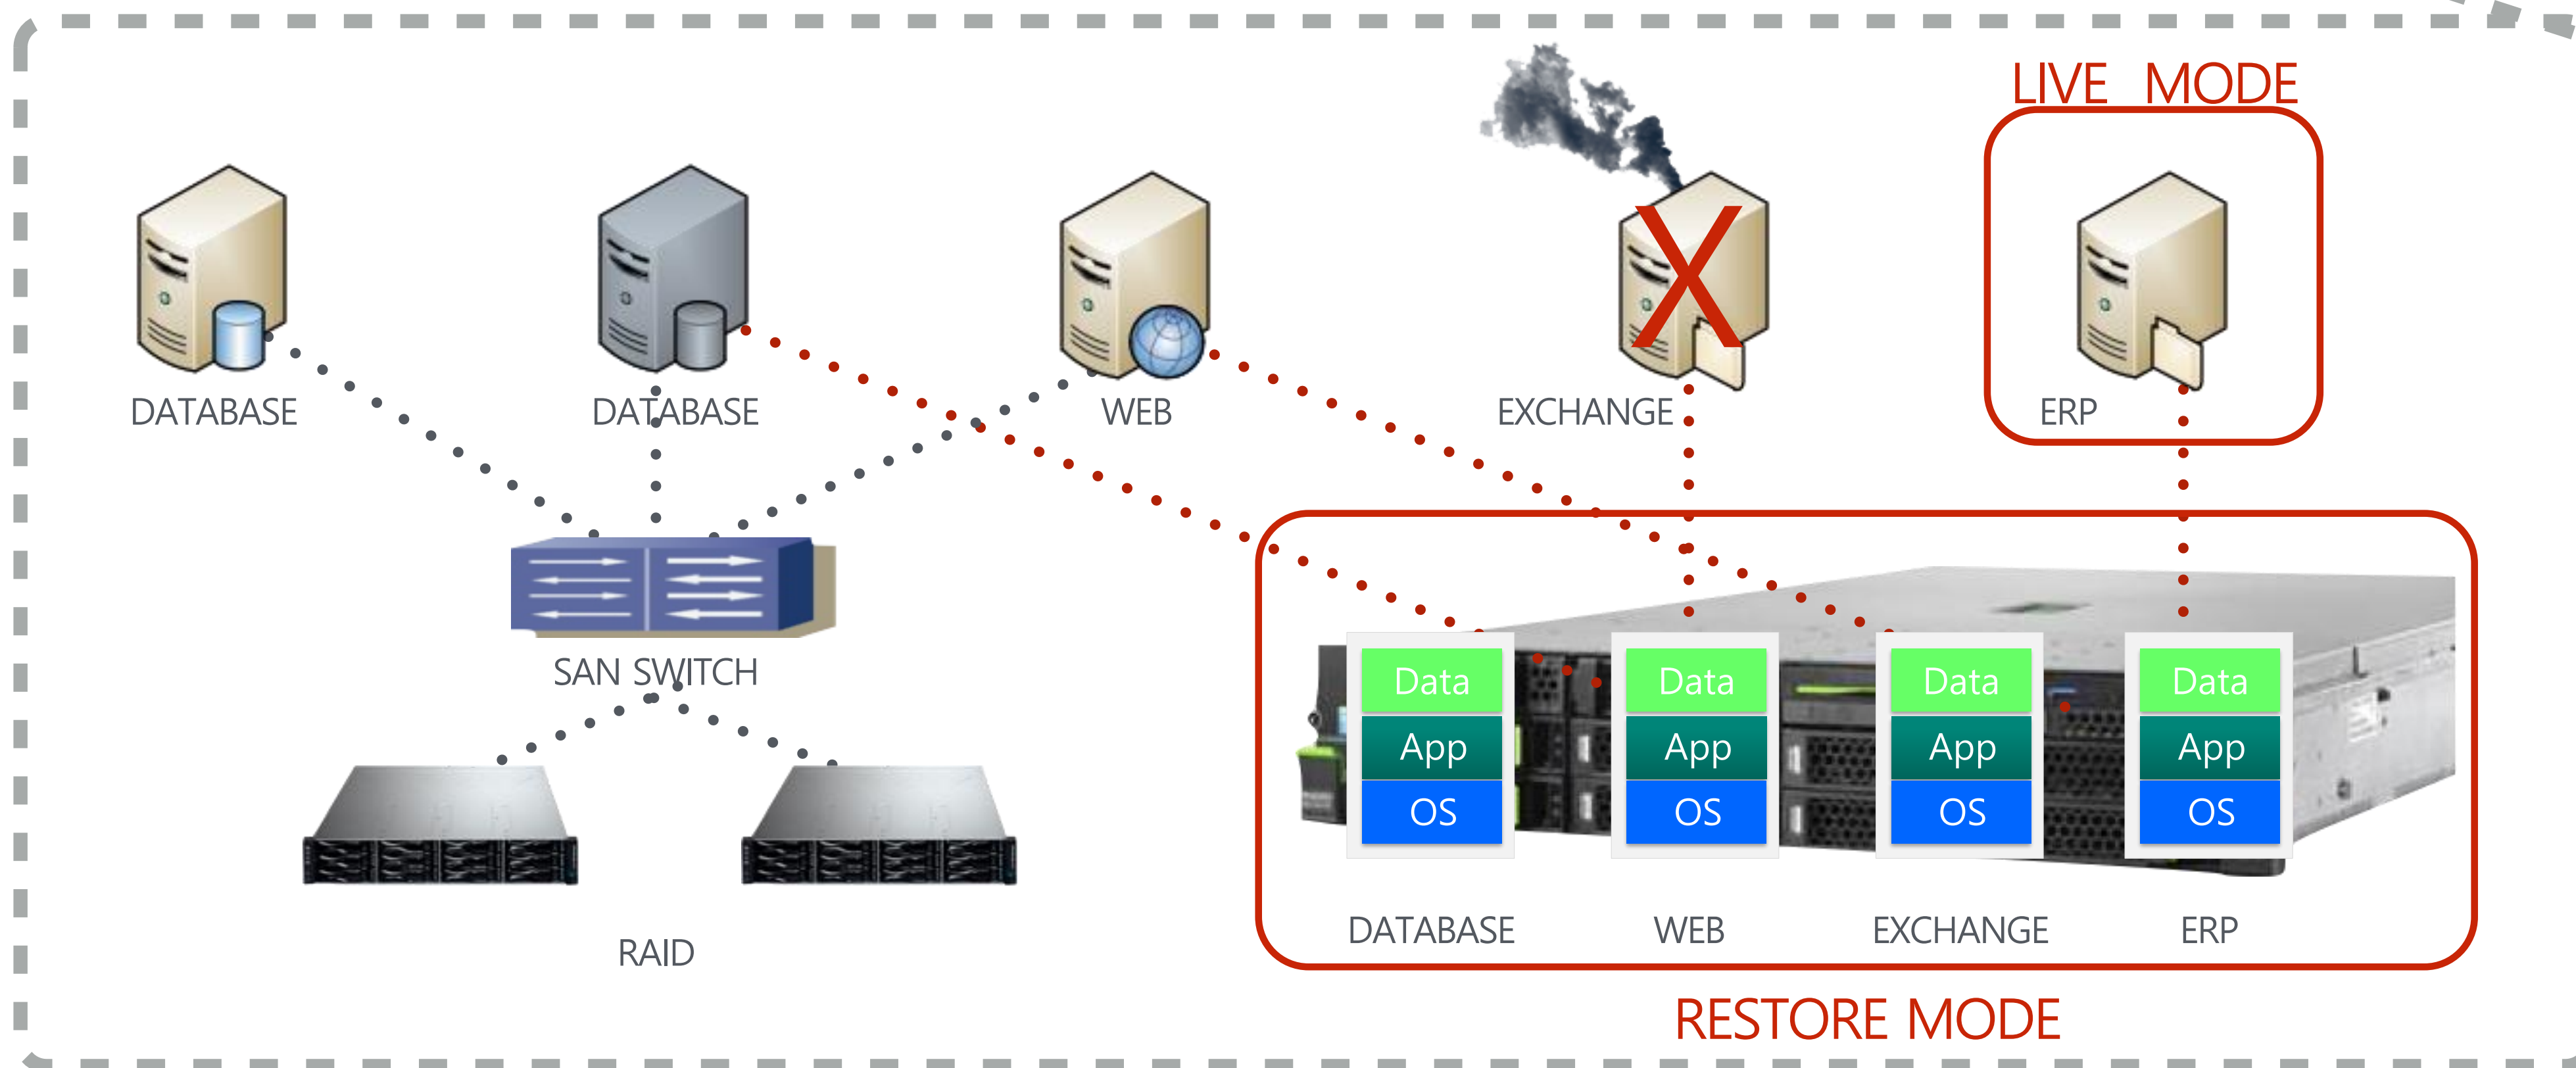 LIVE MODE
DATABASE
DATABASE
WEB
EXCHANGE
ERP
SAN SWITCH
RAID
Data
App
OS
Data
App
OS
Data
App
OS
Data
App
OS
DATABASE
WEB
EXCHANGE
ERP
RESTORE MODE